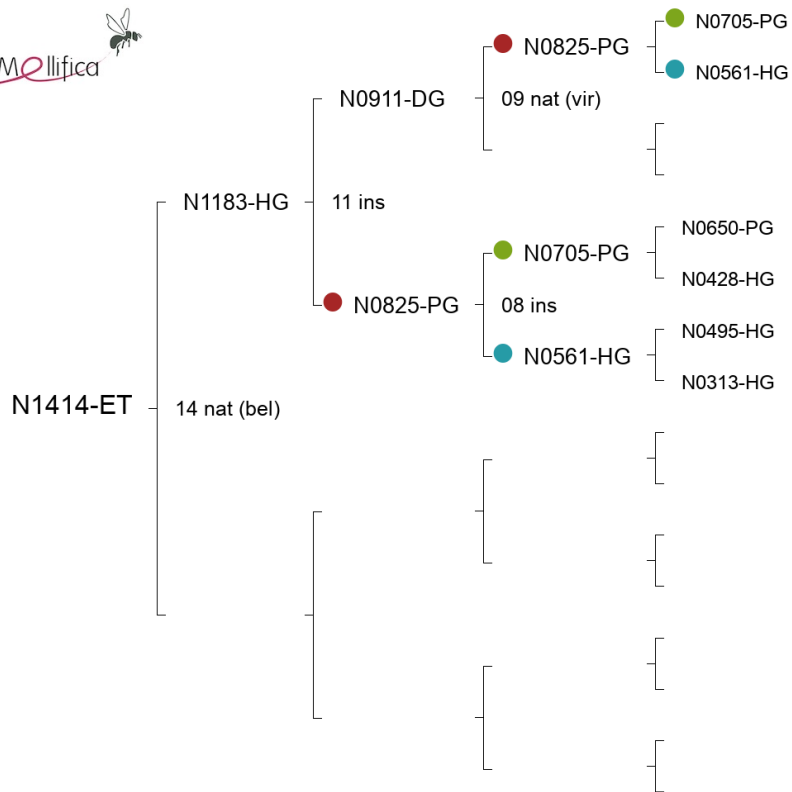 Mellifica
N0705-PG
N0825-PG
N0561-HG
N0911-DG
09 nat (vir)
N1183-HG
11 ins
N0650-PG
N0705-PG
N0428-HG
N0825-PG
08 ins
N0495-HG
N0561-HG
N0313-HG
N1414-ET
14 nat (bel)